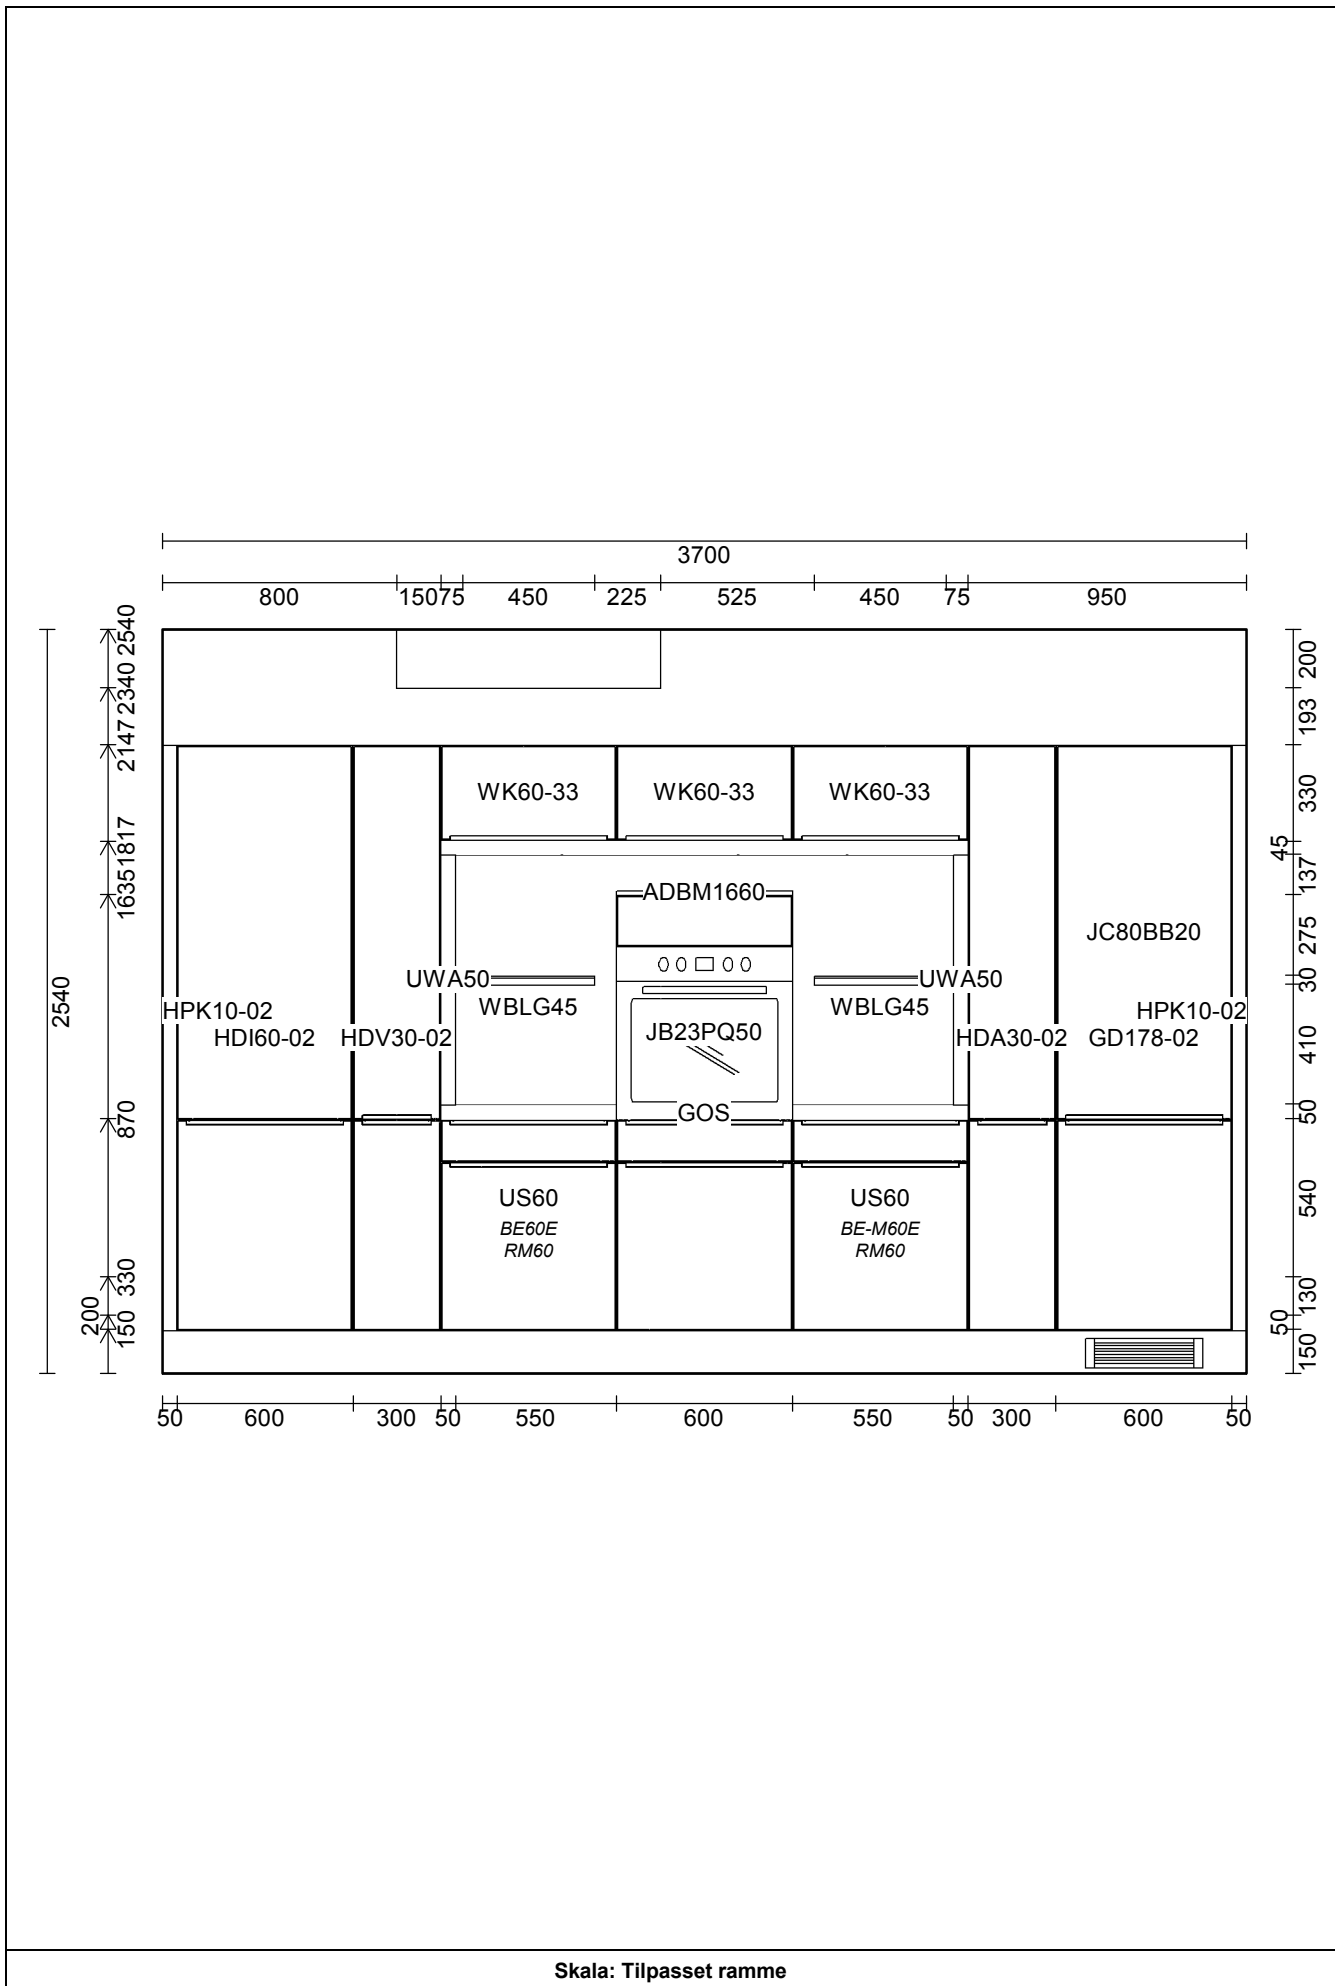 3700
800 150 75 450 225 525 450 75 950
2540
2540
2340
2147
1817
1635
870
330
200
150
200
193
330
45
137
275
30
410
50
540
130
50
150
WK60-33 WK60-33 WK60-33
ADBM1660
JC80BB20
UWA50 UWA50
WBLG45 WBLG45
HPK10-02 HPK10-02
HDI60-02 HDV30-02 JB23PQ50 HDA30-02 GD178-02
GOS
US60 US60
BE60E BE-M60E
RM60 RM60
50 600 300 50 550 600 550 50 300 600 50
Skala: Tilpasset ramme